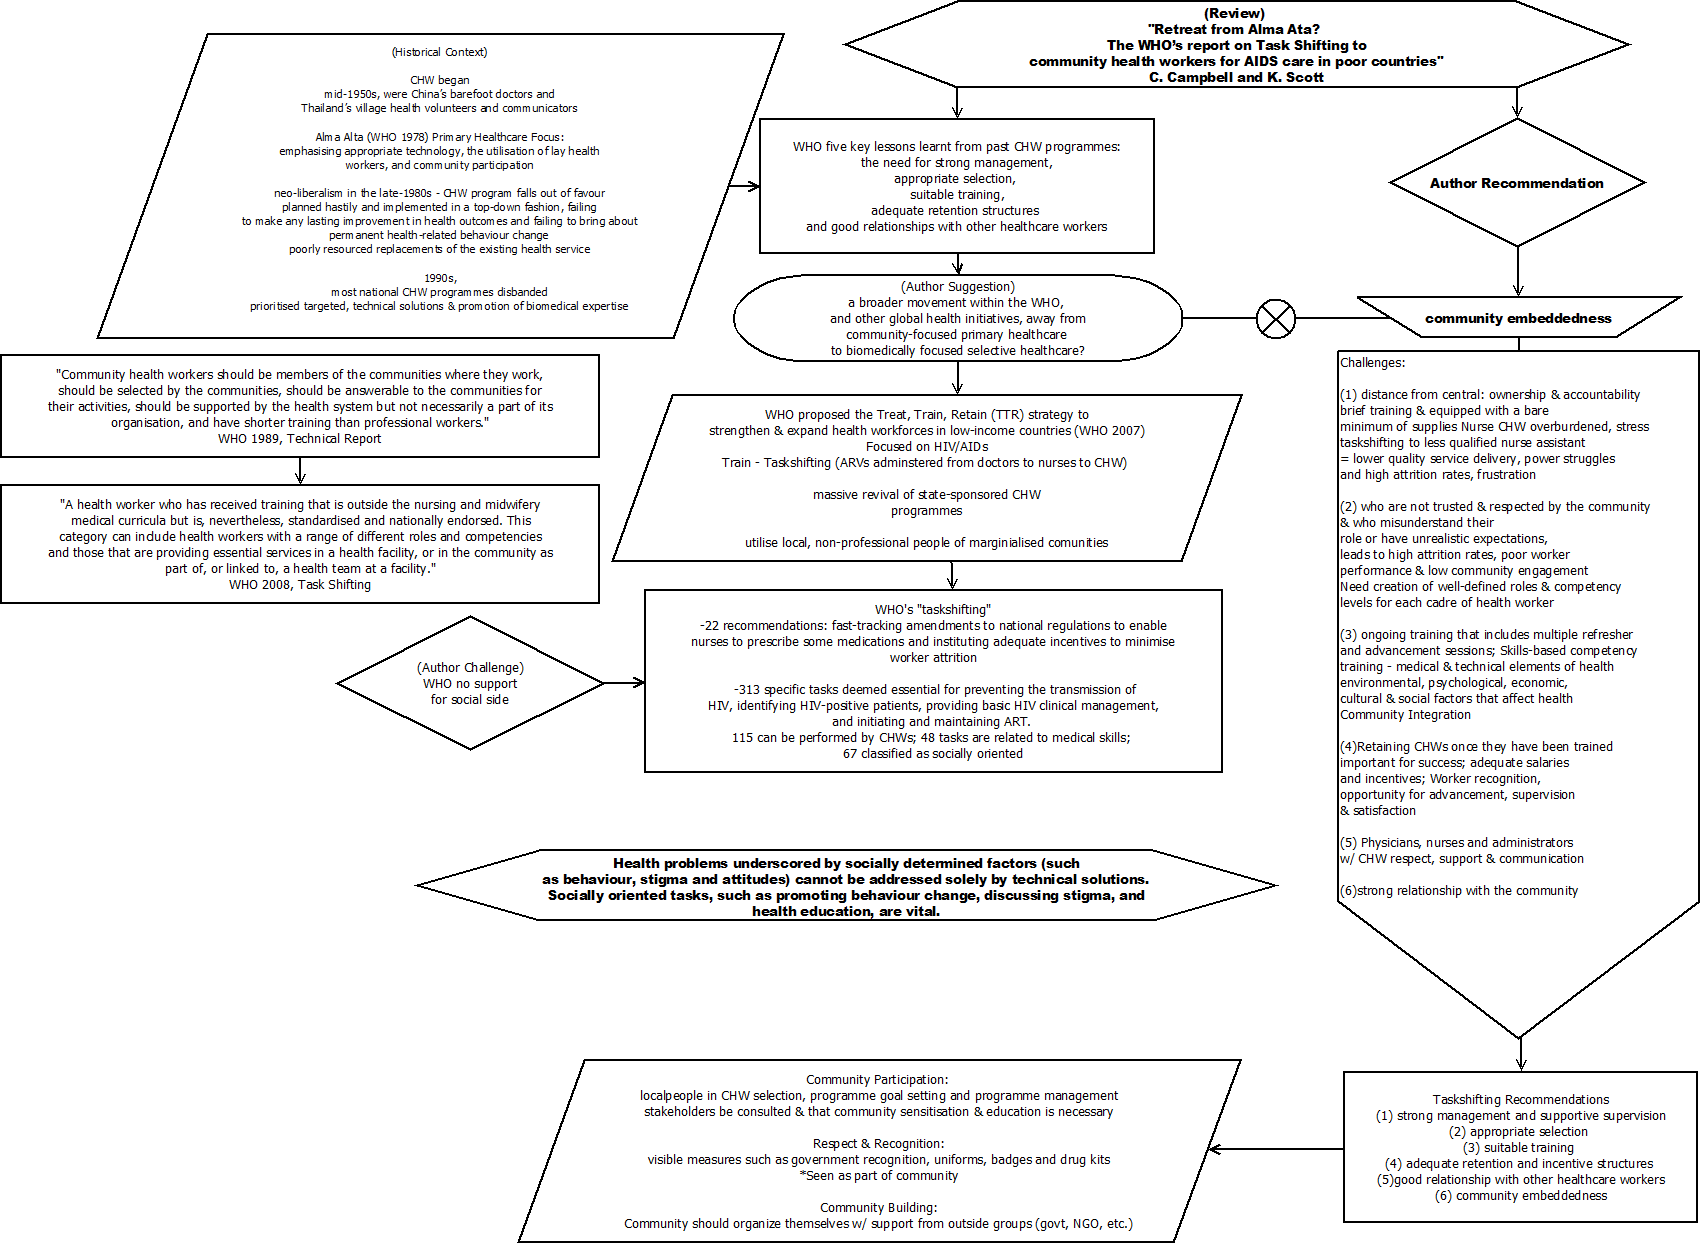 (Review)
"Retreat from Alma Ata?
The WHO's report on Task Shifting to
community health workers for AIDS care in poor countries"
C. Campbell and K. Scott
(Historical Context)
CHW began
mid-1950s, were China's barefoot doctors and
Thailand's village health volunteers and communicators
Alma Alta (WHO 1978) Primary Healthcare Focus:
emphasising appropriate technology, the utilisation of lay health
workers, and community participation
neo-liberalism in the late-1980s - CHW program falls out of favour
planned hastily and implemented in a top-down fashion, failing
to make any lasting improvement in health outcomes and failing to bring about
permanent health-related behaviour change
poorly resourced replacements of the existing health service
1990s,
most national CHW programmes disbanded
prioritised targeted, technical solutions & promotion of biomedical expertise
WHO five key lessons learnt from past CHW programmes:
the need for strong management,
appropriate selection,
suitable training,
adequate retention structures
and good relationships with other healthcare workers
Author Recommendation
(Author Suggestion)
a broader movement within the WHO,
and other global health initiatives, away from
community-focused primary healthcare
to biomedically focused selective healthcare?
community embeddedness
"Community health workers should be members of the communities where they work,
should be selected by the communities, should be answerable to the communities for
their activities, should be supported by the health system but not necessarily a part of its
organisation, and have shorter training than professional workers."
WHO 1989, Technical Report
"A health worker who has received training that is outside the nursing and midwifery
medical curricula but is, nevertheless, standardised and nationally endorsed. This
category can include health workers with a range of different roles and competencies
and those that are providing essential services in a health facility, or in the community as
part of, or linked to, a health team at a facility."
WHO 2008, Task Shifting
WHO proposed the Treat, Train, Retain (TTR) strategy to
strengthen & expand health workforces in low-income countries (WHO 2007)
Focused on HIV/AIDs
Train - Taskshifting (ARVs adminstered from doctors to nurses to CHW)
massive revival of state-sponsored CHW
programmes
utilise local, non-professional people of marginialised comunities
(Author Challenge)
WHO no support
for social side
WHO's "taskshifting"
-22 recommendations: fast-tracking amendments to national regulations to enable
nurses to prescribe some medications and instituting adequate incentives to minimise
worker attrition
-313 specific tasks deemed essential for preventing the transmission of
HIV, identifying HIV-positive patients, providing basic HIV clinical management,
and initiating and maintaining ART.
115 can be performed by CHWs; 48 tasks are related to medical skills;
67 classified as socially oriented
Challenges:
(1) distance from central: ownership & accountability
brief training & equipped with a bare
minimum of supplies Nurse CHW overburdened, stress
taskshifting to less qualified nurse assistant
= lower quality service delivery, power struggles
and high attrition rates, frustration
(2) who are not trusted & respected by the community
& who misunderstand their
role or have unrealistic expectations,
leads to high attrition rates, poor worker
performance & low community engagement
Need creation of well-defined roles & competency
levels for each cadre of health worker
(3) ongoing training that includes multiple refresher
and advancement sessions; Skills-based competency
training - medical & technical elements of health
environmental, psychological, economic,
cultural & social factors that affect health
Community Integration
(4)Retaining CHWs once they have been trained
important for success; adequate salaries
and incentives; Worker recognition,
opportunity for advancement, supervision
& satisfaction
(5) Physicians, nurses and administrators
w/ CHW respect, support & communication
(6)strong relationship with the community
Health problems underscored by socially determined factors (such
as behaviour, stigma and attitudes) cannot be addressed solely by technical solutions.
Socially oriented tasks, such as promoting behaviour change, discussing stigma, and
health education, are vital.
Taskshifting Recommendations
(1) strong management and supportive supervision
(2) appropriate selection
(3) suitable training
(4) adequate retention and incentive structures
(5)good relationship with other healthcare workers
(6) community embeddedness
Community Participation:
localpeople in CHW selection, programme goal setting and programme management
stakeholders be consulted & that community sensitisation & education is necessary
Respect & Recognition:
visible measures such as government recognition, uniforms, badges and drug kits
*Seen as part of community
Community Building:
Community should organize themselves w/ support from outside groups (govt, NGO, etc.)